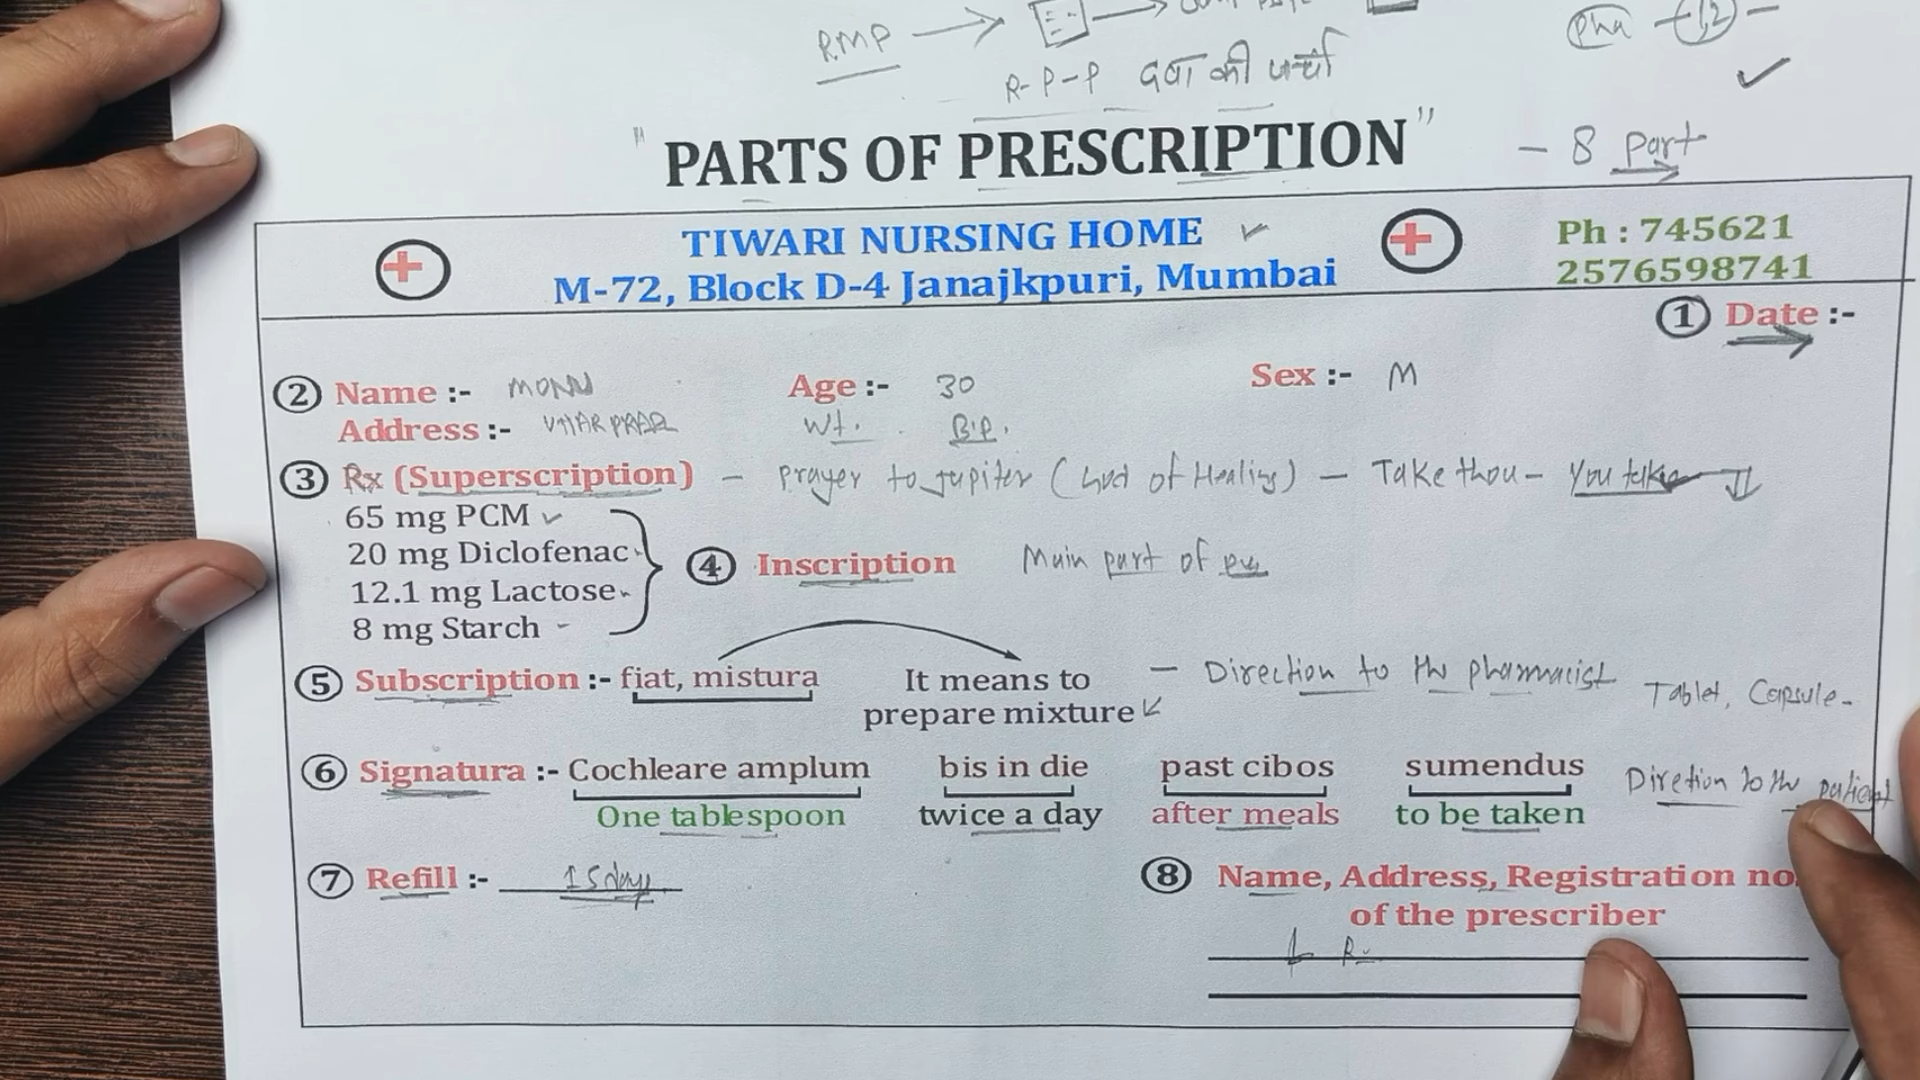 RMP
R-P-P दवा की पर्ची
"PARTS OF PRESCRIPTION" - 8 part
TIWARI NURSING HOME
M-72, Block D-4 Janajkpuri, Mumbai
Ph : 745621
2576598741
1 Date :-
2 Name :- MONU Age :- 30 Sex :- M
Address :- Wt. B.P.
3 Rx (Superscription) - Prayer to Jupiter (God of Healing) - Take thou - You take
65 mg PCM
20 mg Diclofenac
12.1 mg Lactose
8 mg Starch
4 Inscription Main part of
5 Subscription :- fiat, mistura It means to prepare mixture - Direction to the pharmacist Tablet, Capsule-
6 Signatura :- Cochleare amplum bis in die past cibos sumendus Diretion to the patient
One tablespoon twice a day after meals to be taken
7 Refill :- 15 days
8 Name, Address, Registration no.
of the prescriber